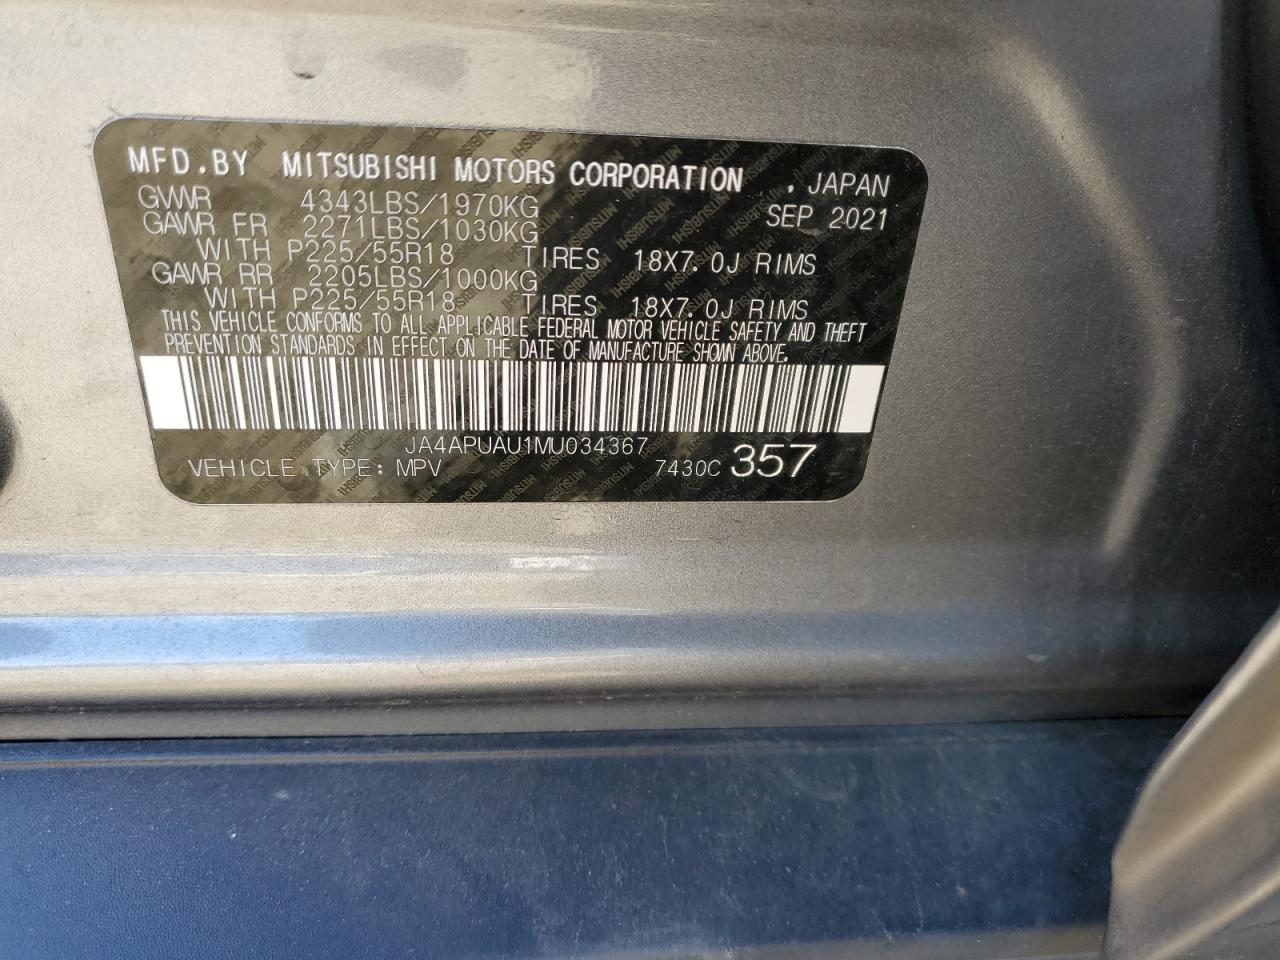 MFD.BY MITSUBISHI MOTORS CORPORATION . JAPAN
GVWR 4343LBS/1970KG SEP 2021
GAWR FR 2271LBS/1030KG
WITH P225/55R18 TIRES 18X7.0J RIMS
GAWR RR 2205LBS/1000KG
WITH P225/55R18 TIRES 18X7.0J RIMS
THIS VEHICLE CONFORMS TO ALL APPLICABLE FEDERAL MOTOR VEHICLE SAFETY AND THEFT
PREVENTION STANDARDS IN EFFECT ON THE DATE OF MANUFACTURE SHOWN ABOVE.
JA4APUAU1MU034367
VEHICLE TYPE: MPV 7430C 357